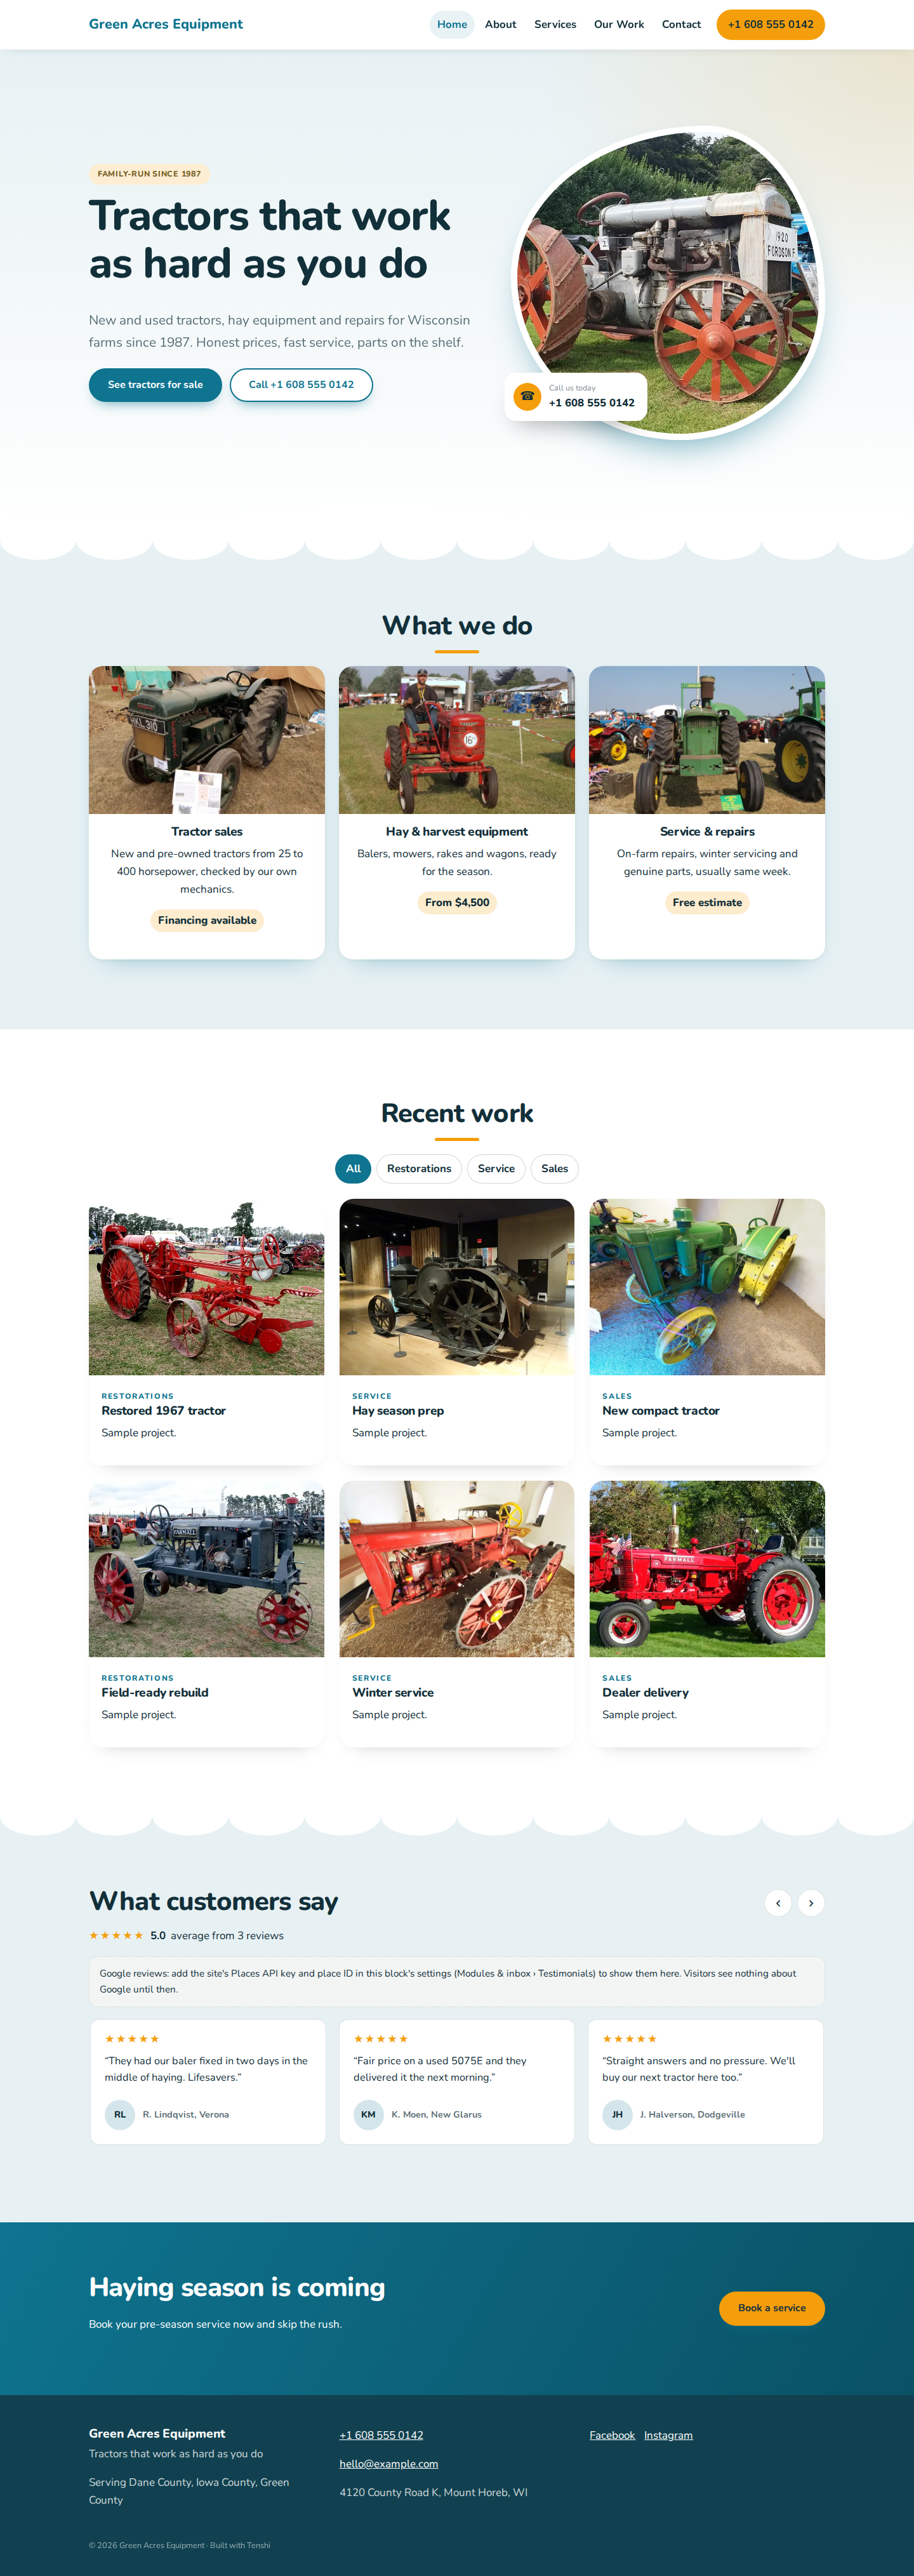 Green Acres Equipment
Home
About
Services
Our Work
Contact
+1 608 555 0142
FAMILY-RUN SINCE 1987
Tractors that work
as hard as you do
New and used tractors, hay equipment and repairs for Wisconsin
farms since 1987. Honest prices, fast service, parts on the shelf.
See tractors for sale
Call +1 608 555 0142
1920
FORDSON F
Call us today
+1 608 555 0142
What we do
Tractor sales
New and pre-owned tractors from 25 to
400 horsepower, checked by our own
mechanics.
Financing available
Hay & harvest equipment
Balers, mowers, rakes and wagons, ready
for the season.
From $4,500
Service & repairs
On-farm repairs, winter servicing and
genuine parts, usually same week.
Free estimate
Recent work
All
Restorations
Service
Sales
RESTORATIONS
Restored 1967 tractor
Sample project.
SERVICE
Hay season prep
Sample project.
SALES
New compact tractor
Sample project.
FARMALL
RESTORATIONS
Field-ready rebuild
Sample project.
SERVICE
Winter service
Sample project.
FARMALL
SALES
Dealer delivery
Sample project.
What customers say
★★★★★ 5.0 average from 3 reviews
Google reviews: add the site's Places API key and place ID in this block's settings (Modules & inbox › Testimonials) to show them here. Visitors see nothing about
Google until then.
★★★★★
“They had our baler fixed in two days in the
middle of haying. Lifesavers.”
RL
R. Lindqvist, Verona
★★★★★
“Fair price on a used 5075E and they
delivered it the next morning.”
KM
K. Moen, New Glarus
★★★★★
“Straight answers and no pressure. We'll
buy our next tractor here too.”
JH
J. Halverson, Dodgeville
Haying season is coming
Book your pre-season service now and skip the rush.
Book a service
Green Acres Equipment
Tractors that work as hard as you do
Serving Dane County, Iowa County, Green
County
+1 608 555 0142
hello@example.com
4120 County Road K, Mount Horeb, WI
Facebook
Instagram
© 2026 Green Acres Equipment · Built with Tenshi